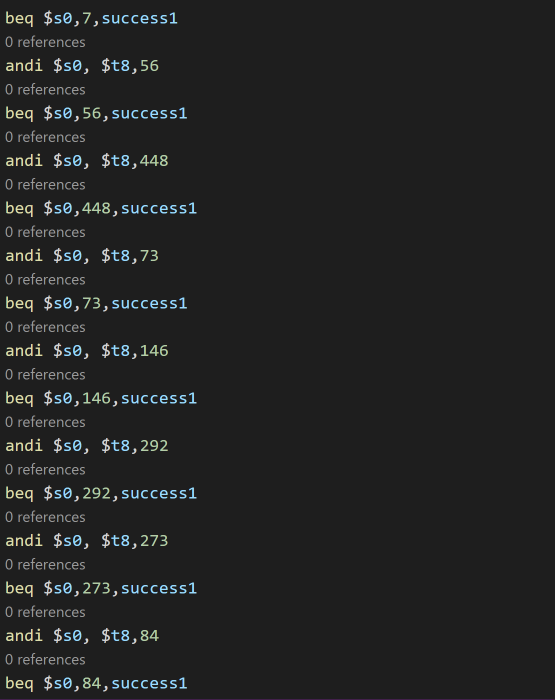 beq $s0,7,success1
0 references
andi $s0, $t8,56
0 references
beq $s0,56,success1
0 references
andi $s0, $t8,448
0 references
beq $s0,448,success1
0 references
andi $s0, $t8,73
0 references
beq $s0,73,success1
0 references
andi $s0, $t8,146
0 references
beq $s0,146,success1
0 references
andi $s0, $t8,292
0 references
beq $s0,292,success1
0 references
andi $s0, $t8,273
0 references
beq $s0,273,success1
0 references
andi $s0, $t8,84
0 references
beq $s0,84,success1